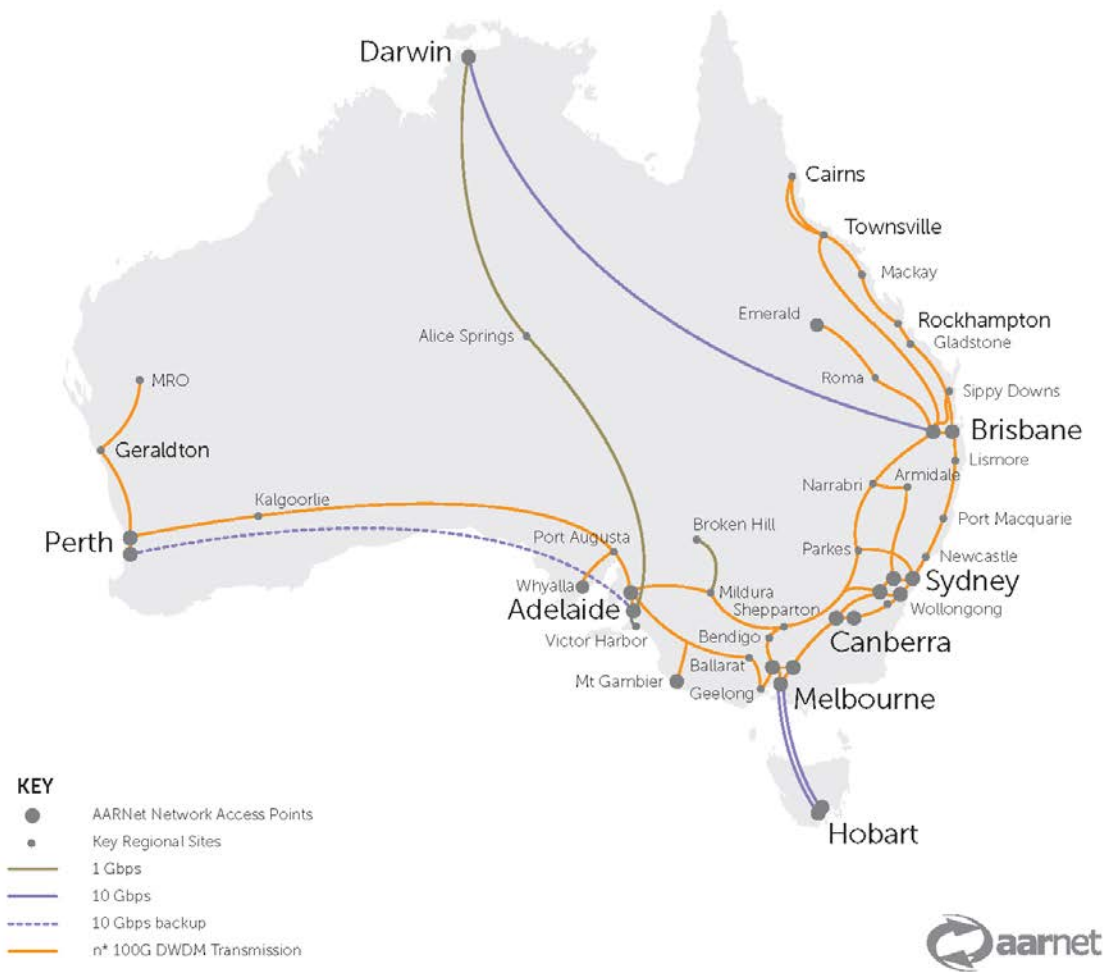 Darwin
Cairns
Townsville
Mackay
Emerald
Rockhampton
Gladstone
Alice Springs
Roma
MRO
Sippy Downs
Brisbane
Geraldton
Lismore
Armidale
Narrabri
Kalgoorlie
Port Macquarie
Broken Hill
Perth
Port Augusta
Parkes
Newcastle
Whyalla
Mildura
Sydney
Adelaide
Shepparton
Wollongong
Victor Harbor
Bendigo
Canberra
Ballarat
Mt Gambier
Geelong
Melbourne
KEY
AARNet Network Access Points
Hobart
Key Regional Sites
1 Gbps
10 Gbps
10 Gbps backup
n* 100G DWDM Transmission
aarnet